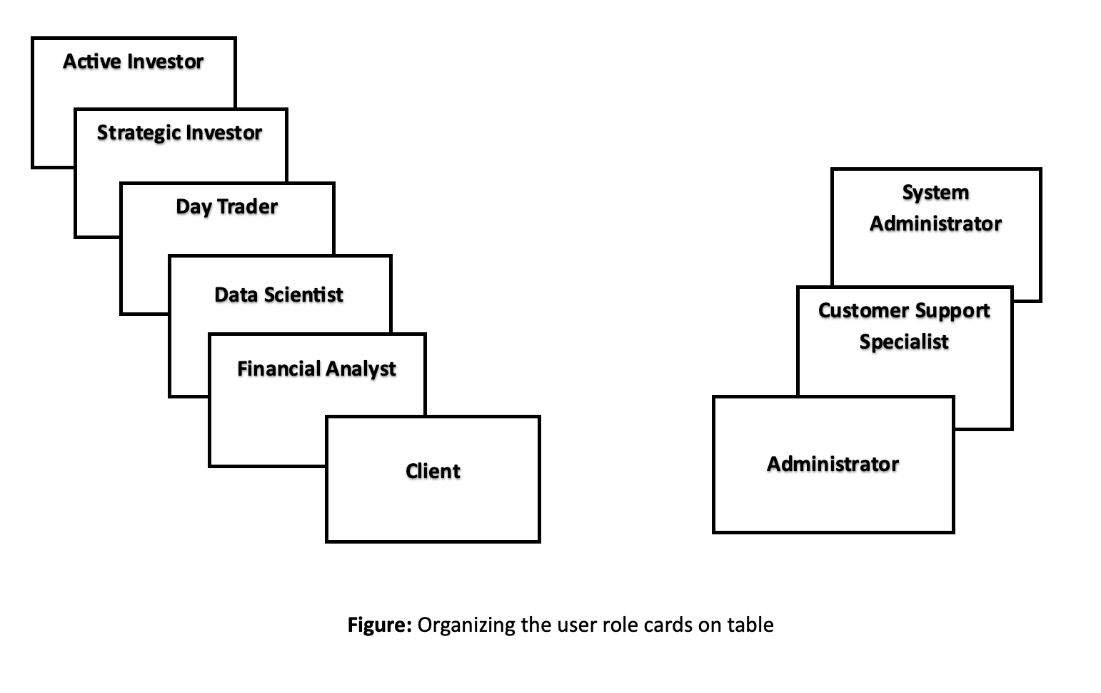 Active Investor
Strategic Investor
Day Trader
Data Scientist
Financial Analyst
Client
System
Administrator
Customer Support
Specialist
Administrator
Figure: Organizing the user role cards on table